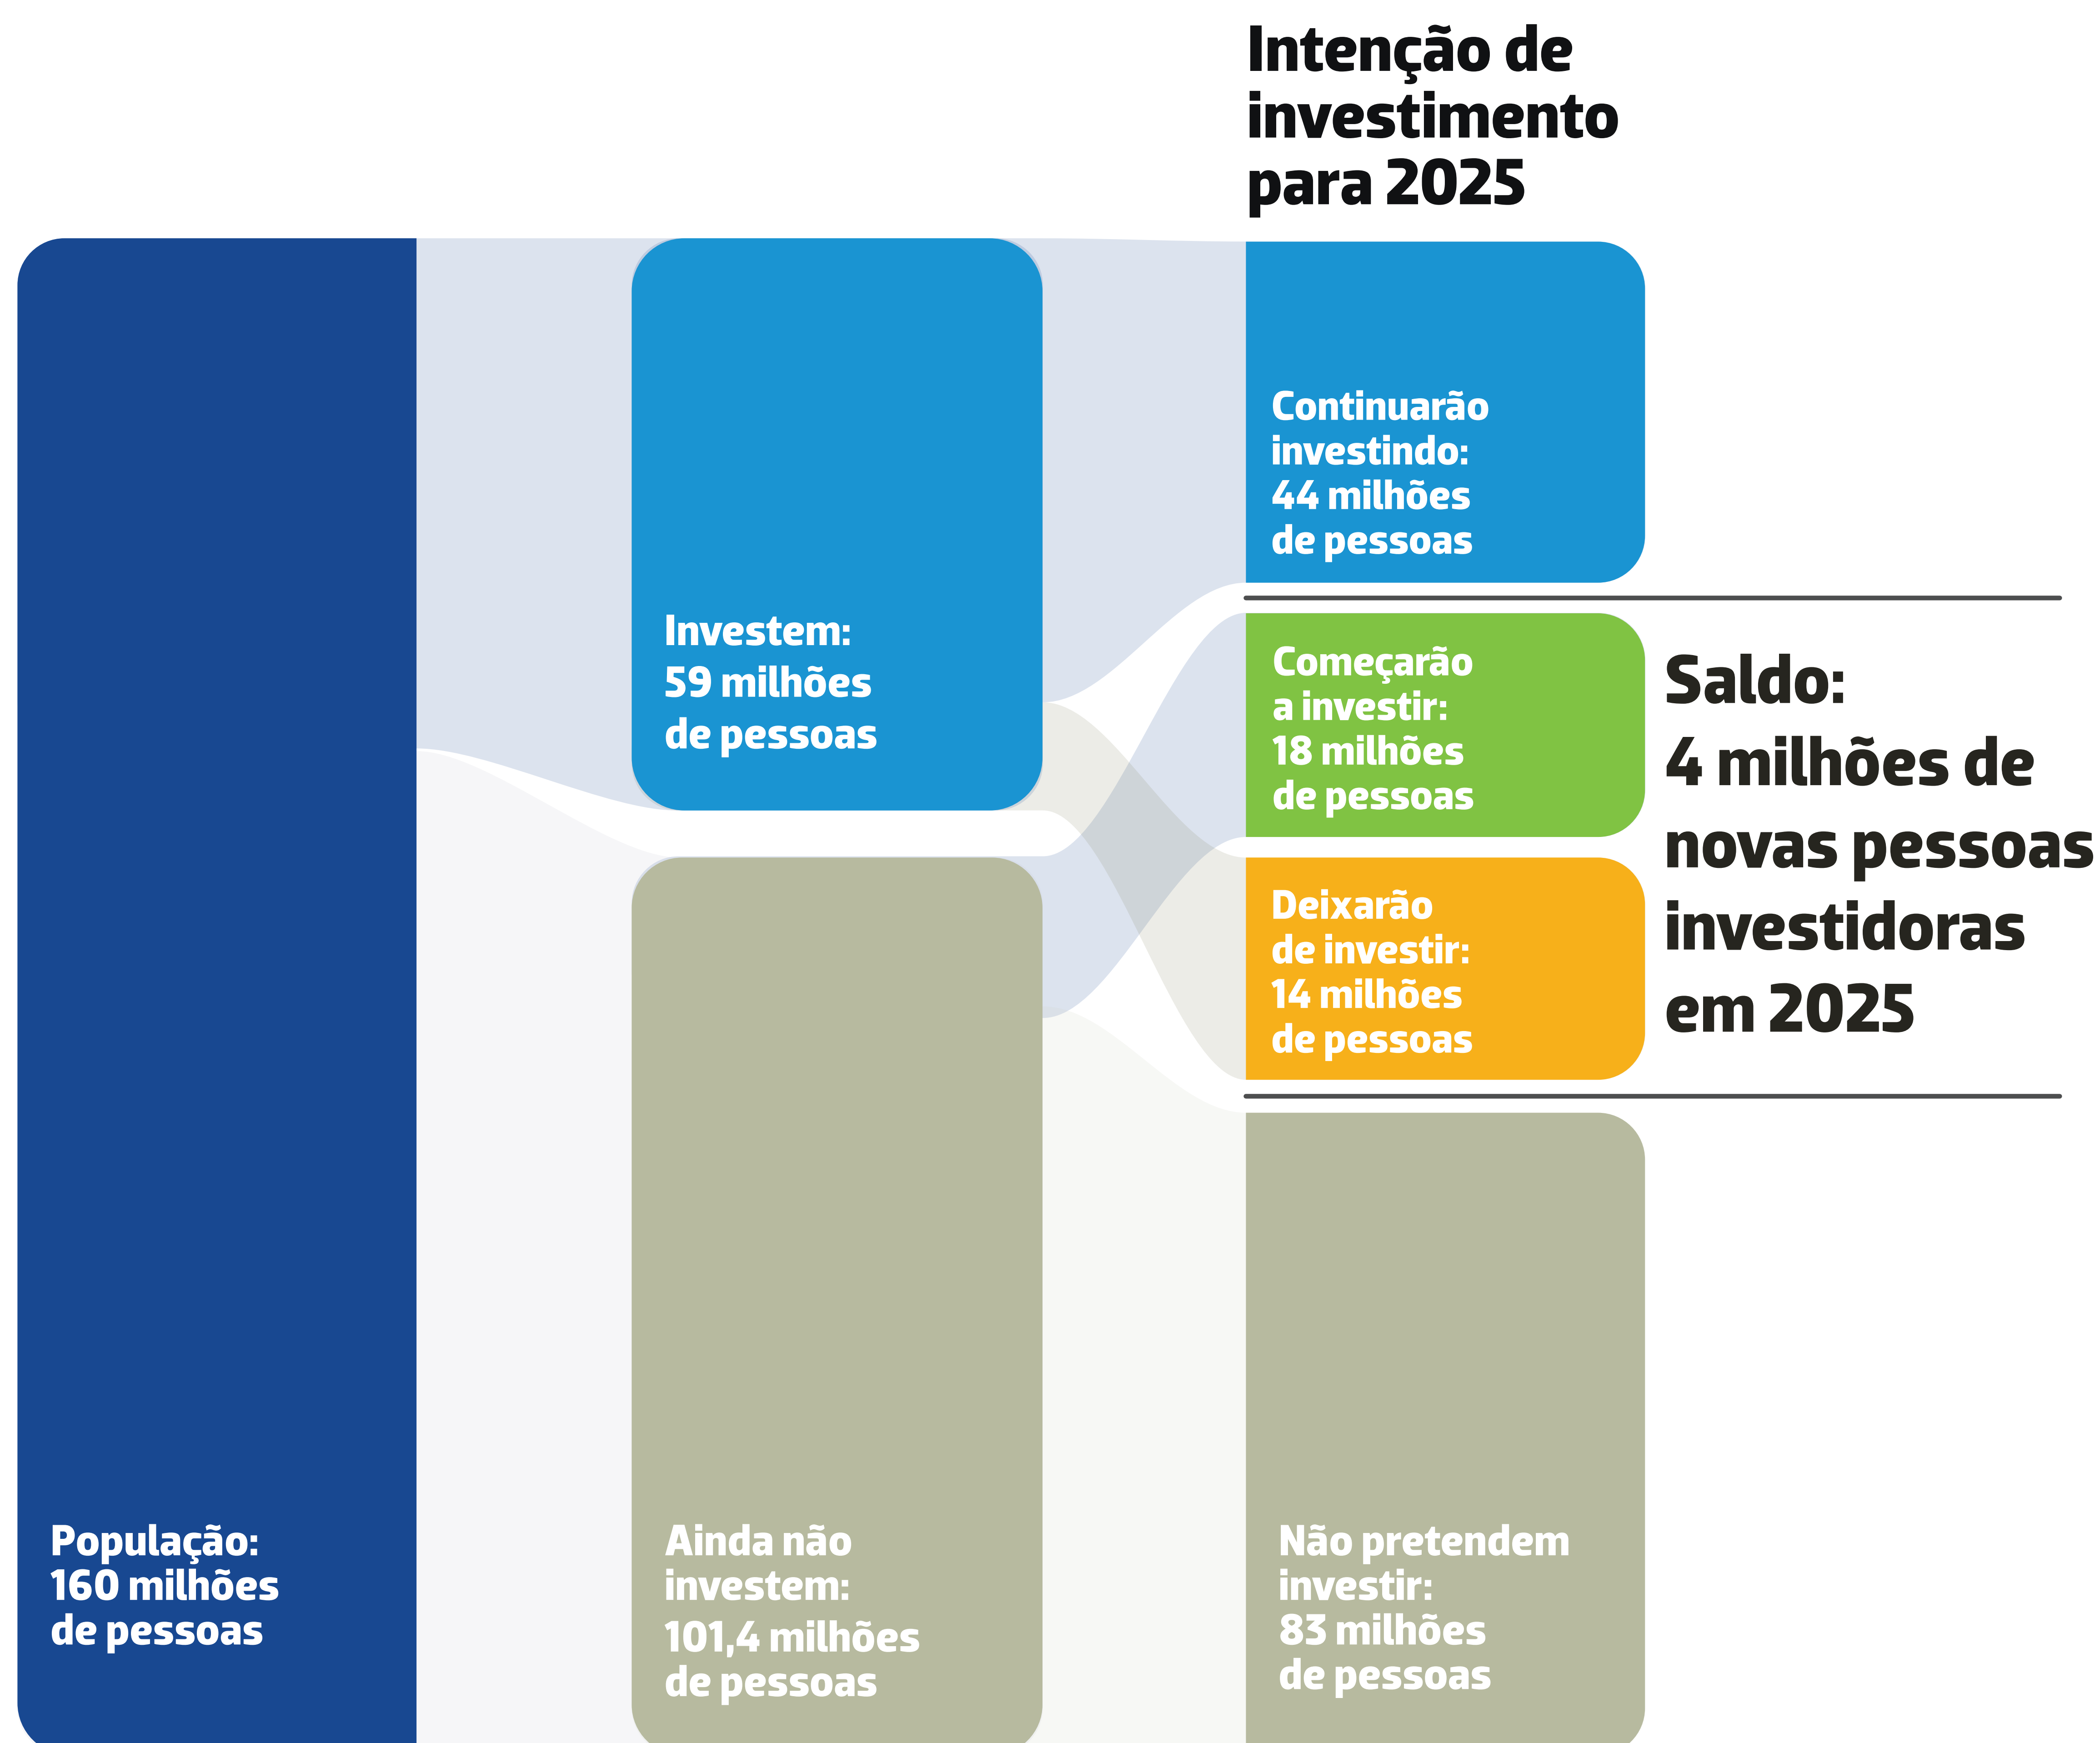 Intenção de
investimento
para 2025
População:
160 milhões
de pessoas
Investem:
59 milhões
de pessoas
Ainda não
investem:
101,4 milhões
de pessoas
Continuarão
investindo:
44 milhões
de pessoas
Começarão
a investir:
18 milhões
de pessoas
Deixarão
de investir:
14 milhões
de pessoas
Não pretendem
investir:
83 milhões
de pessoas
Saldo:
4 milhões de
novas pessoas
investidoras
em 2025